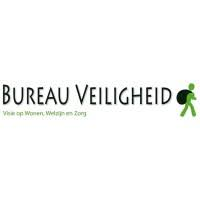 BUREAU VEILIGHEID
Visie op Wonen, Welzijn en Zorg